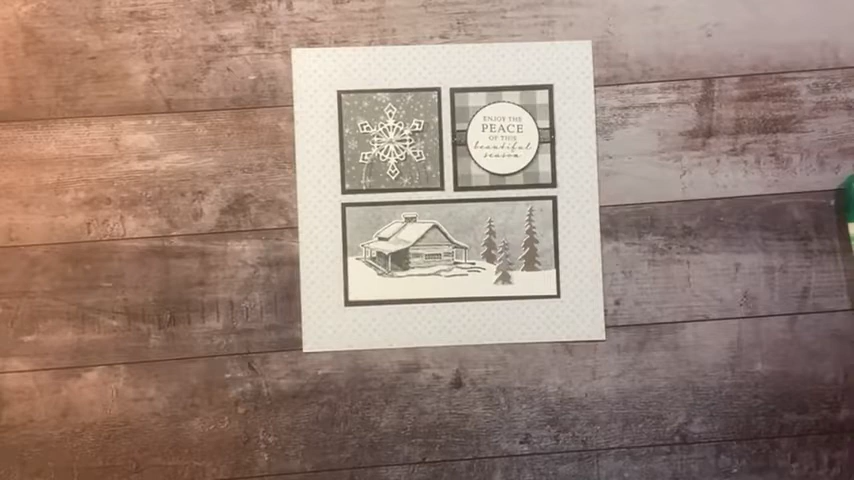 ENJOY THE
PEACE
OF THIS
beautiful
season